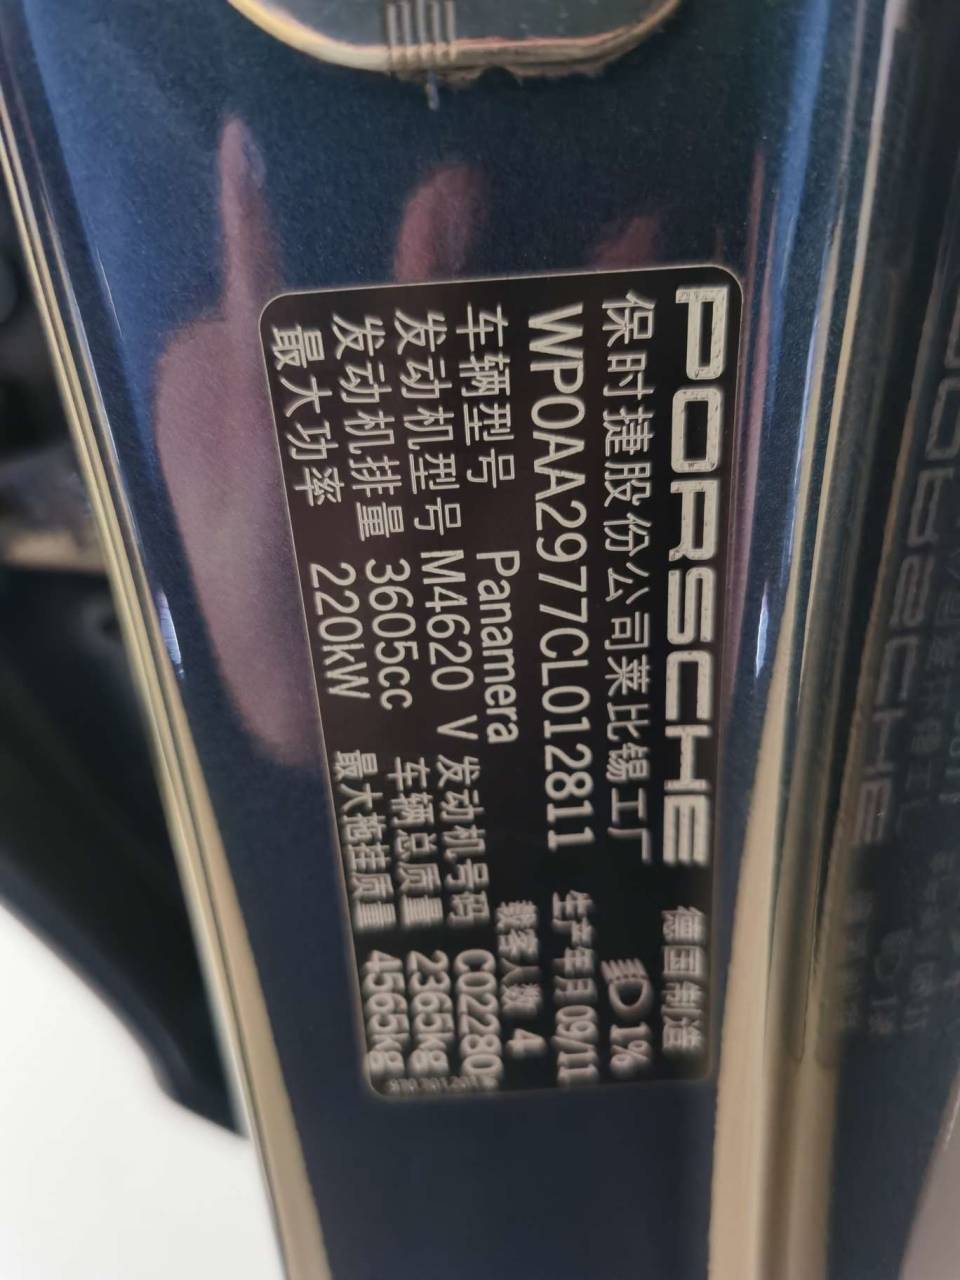 PORSCHE 德国制造
保时捷股份公司莱比锡工厂 1%
WP0AA2977CL012811 生产年月 09/11
载客人数 4
车辆型号 Panamera
发动机型号 M4620 V 发动机号码 C02280
发动机排量 3605cc 车辆总质量 2365kg
最大功率 220kW 最大拖挂质量 4565kg